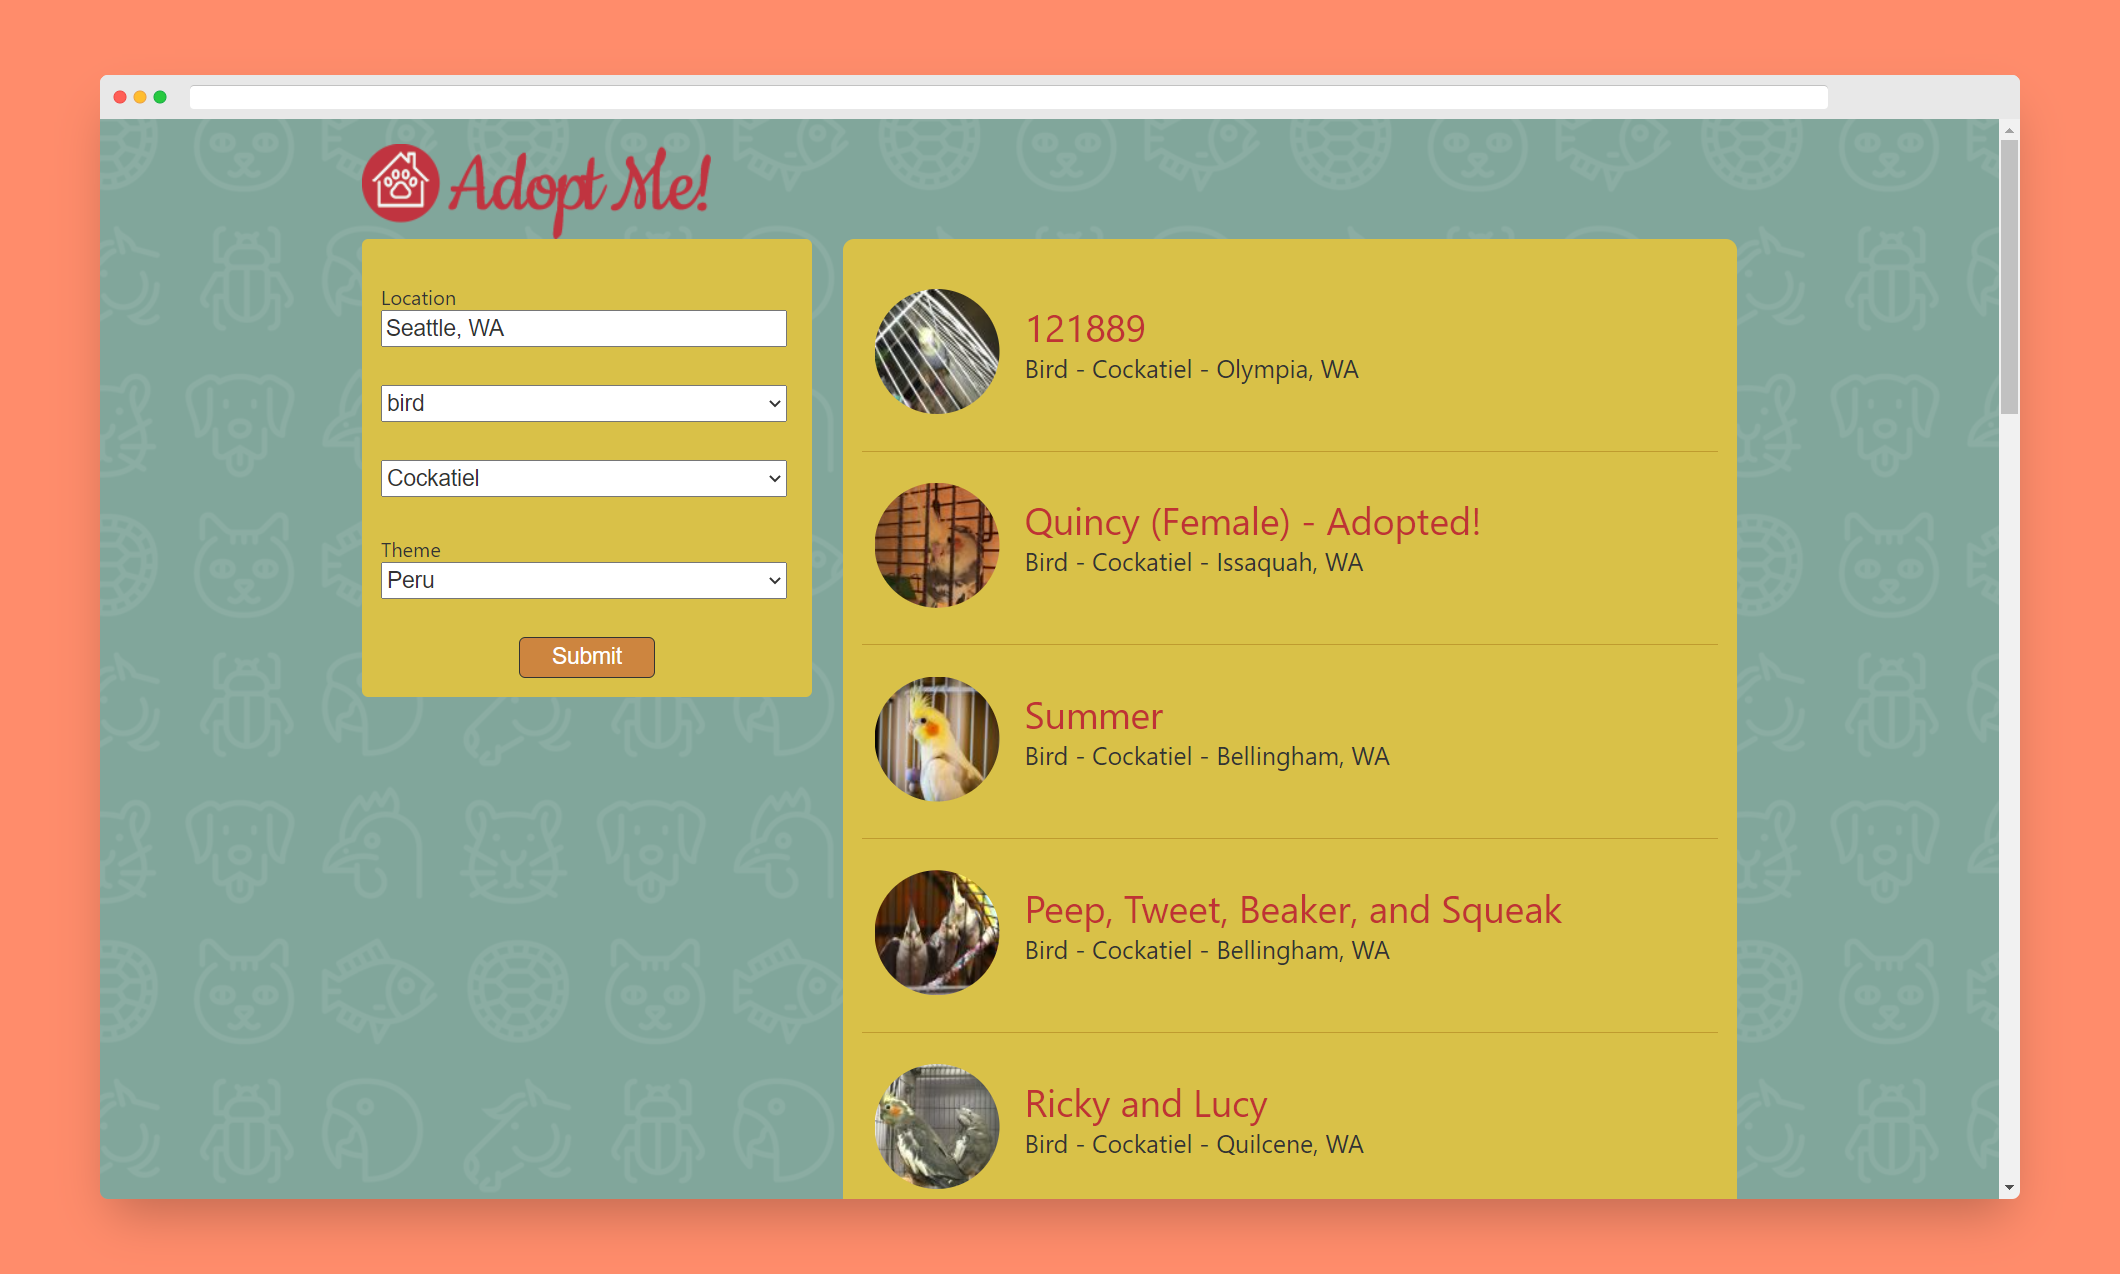 Adopt Me!
Location
Seattle, WA
bird
Cockatiel
Theme
Peru
Submit
121889
Bird - Cockatiel - Olympia, WA
Quincy (Female) - Adopted!
Bird - Cockatiel - Issaquah, WA
Summer
Bird - Cockatiel - Bellingham, WA
Peep, Tweet, Beaker, and Squeak
Bird - Cockatiel - Bellingham, WA
Ricky and Lucy
Bird - Cockatiel - Quilcene, WA